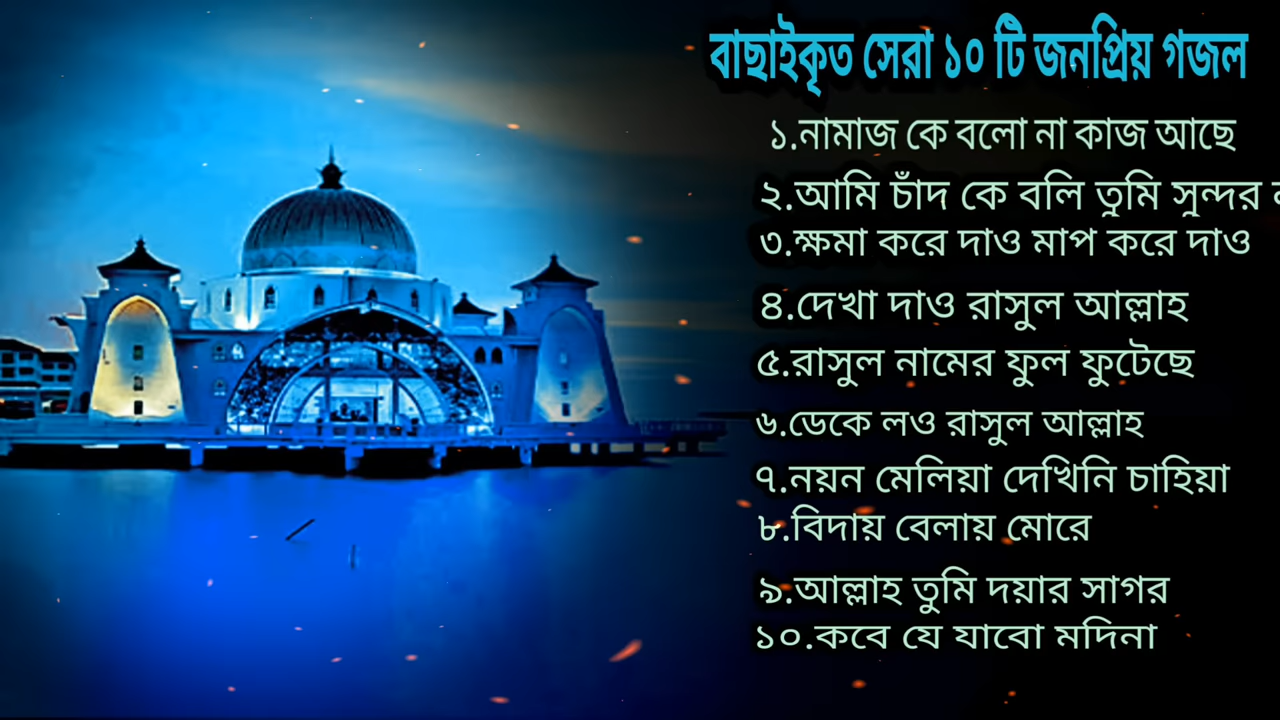 বাছাইকৃত সেরা ১০ টি জনপ্রিয় গজল
১.নামাজ কে বলো না কাজ আছে
২.আমি চাঁদ কে বলি তুমি সুন্দর
৩.ক্ষমা করে দাও মাপ করে দাও
৪.দেখা দাও রাসুল আল্লাহ
৫.রাসুল নামের ফুল ফুটেছে
৬.ডেকে লও রাসুল আল্লাহ
৭.নয়ন মেলিয়া দেখিনি চাহিয়া
৮.বিদায় বেলায় মোরে
৯.আল্লাহ তুমি দয়ার সাগর
১০.কবে যে যাবো মদিনা